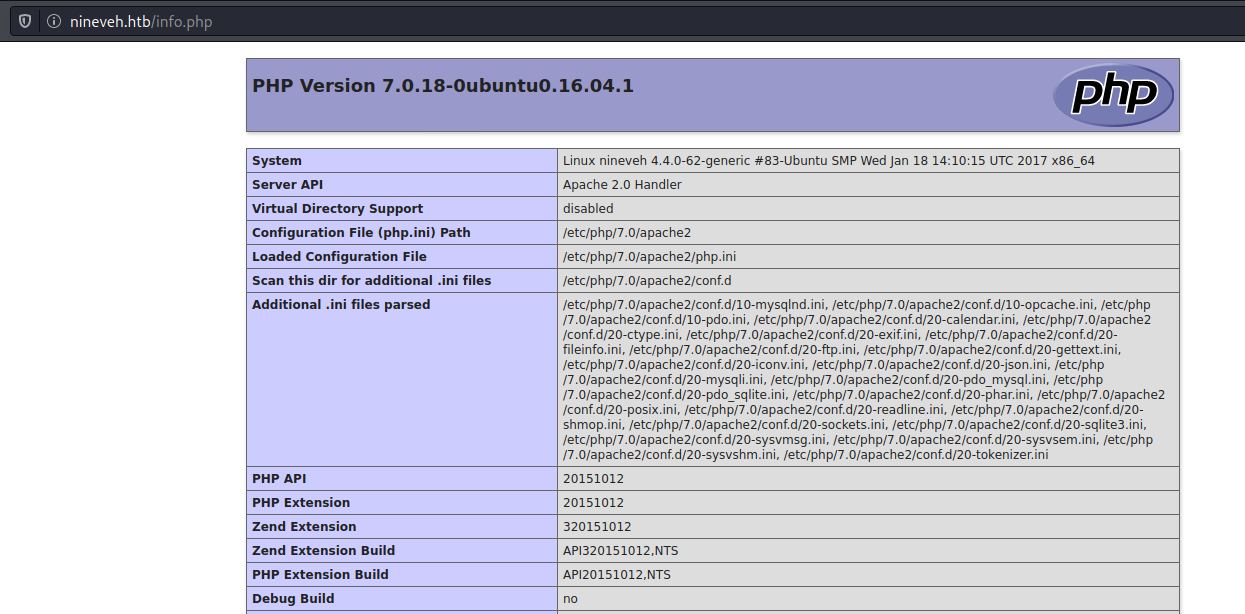 nineveh.htb/info.php
PHP Version 7.0.18-0ubuntu0.16.04.1
php
System Linux nineveh 4.4.0-62-generic #83-Ubuntu SMP Wed Jan 18 14:10:15 UTC 2017 x86_64
Server API Apache 2.0 Handler
Virtual Directory Support disabled
Configuration File (php.ini) Path /etc/php/7.0/apache2
Loaded Configuration File /etc/php/7.0/apache2/php.ini
Scan this dir for additional .ini files /etc/php/7.0/apache2/conf.d
Additional .ini files parsed /etc/php/7.0/apache2/conf.d/10-mysqlnd.ini, /etc/php/7.0/apache2/conf.d/10-opcache.ini, /etc/php
/7.0/apache2/conf.d/10-pdo.ini, /etc/php/7.0/apache2/conf.d/20-calendar.ini, /etc/php/7.0/apache2
/conf.d/20-ctype.ini, /etc/php/7.0/apache2/conf.d/20-exif.ini, /etc/php/7.0/apache2/conf.d/20-
fileinfo.ini, /etc/php/7.0/apache2/conf.d/20-ftp.ini, /etc/php/7.0/apache2/conf.d/20-gettext.ini,
/etc/php/7.0/apache2/conf.d/20-iconv.ini, /etc/php/7.0/apache2/conf.d/20-json.ini, /etc/php
/7.0/apache2/conf.d/20-mysqli.ini, /etc/php/7.0/apache2/conf.d/20-pdo_mysql.ini, /etc/php
/7.0/apache2/conf.d/20-pdo_sqlite.ini, /etc/php/7.0/apache2/conf.d/20-phar.ini, /etc/php/7.0/apache2
/conf.d/20-posix.ini, /etc/php/7.0/apache2/conf.d/20-readline.ini, /etc/php/7.0/apache2/conf.d/20-
shmop.ini, /etc/php/7.0/apache2/conf.d/20-sockets.ini, /etc/php/7.0/apache2/conf.d/20-sqlite3.ini,
/etc/php/7.0/apache2/conf.d/20-sysvmsg.ini, /etc/php/7.0/apache2/conf.d/20-sysvsem.ini, /etc/php
/7.0/apache2/conf.d/20-sysvshm.ini, /etc/php/7.0/apache2/conf.d/20-tokenizer.ini
PHP API 20151012
PHP Extension 20151012
Zend Extension 320151012
Zend Extension Build API320151012,NTS
PHP Extension Build API20151012,NTS
Debug Build no